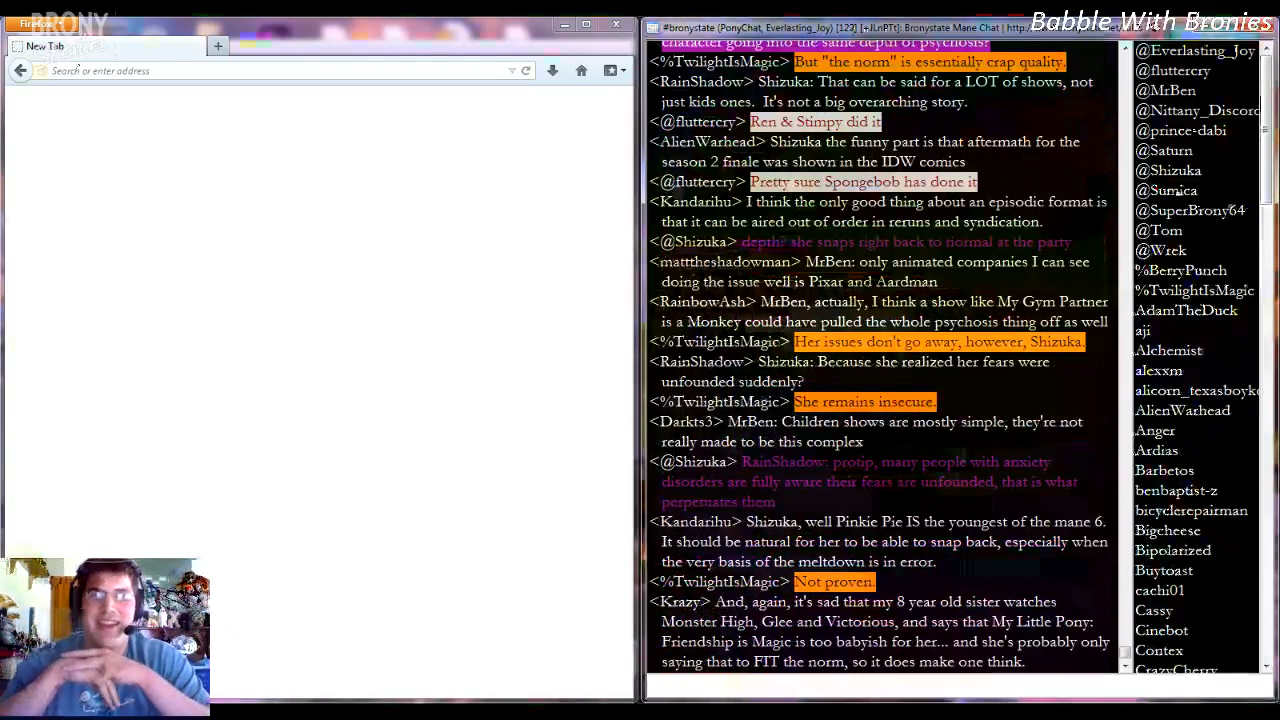 Firefox
BRONY
New Tab
Search or enter address
#bronystate (PonyChat, Everlasting_Joy) [123] [+JLnRPt]: Bronystate Mane Chat |
Babble With Bronies
character going into the same depth of psychosis?
<%TwilightIsMagic> But "the norm" is essentially crap quality.
<RainShadow> Shizuka: That can be said for a LOT of shows, not
just kids ones. It's not a big overarching story.
<@fluttercry> Ren & Stimpy did it
<AlienWarhead> Shizuka the funny part is that aftermath for the
season 2 finale was shown in the IDW comics
<@fluttercry> Pretty sure Spongebob has done it
<Kandarihu> I think the only good thing about an episodic format is
that it can be aired out of order in reruns and syndication.
<@Shizuka> depth? she snaps right back to normal at the party
<matttheshadowman> MrBen: only animated companies I can see
doing the issue well is Pixar and Aardman
<RainbowAsh> MrBen, actually, I think a show like My Gym Partner
is a Monkey could have pulled the whole psychosis thing off as well
<%TwilightIsMagic> Her issues don't go away, however, Shizuka.
<RainShadow> Shizuka: Because she realized her fears were
unfounded suddenly?
<%TwilightIsMagic> She remains insecure.
<Darkts3> MrBen: Children shows are mostly simple, they're not
really made to be this complex
<@Shizuka> RainShadow: protip, many people with anxiety
disorders are fully aware their fears are unfounded, that is what
perpetuates them
<Kandarihu> Shizuka, well Pinkie Pie IS the youngest of the mane 6.
It should be natural for her to be able to snap back, especially when
the very basis of the meltdown is in error.
<%TwilightIsMagic> Not proven.
<Krazy> And, again, it's sad that my 8 year old sister watches
Monster High, Glee and Victorious, and says that My Little Pony:
Friendship is Magic is too babyish for her... and she's probably only
saying that to FIT the norm, so it does make one think.
@Everlasting_Joy
@fluttercry
@MrBen
@Nittany_Discord
@prince-dabi
@Saturn
@Shizuka
@Sumica
@SuperBrony64
@Tom
@Wrek
%BerryPunch
%TwilightIsMagic
AdamTheDuck
aji
Alchemist
alexxm
alicorn_texasboyko
AlienWarhead
Anger
Ardias
Barbetos
benbaptist-z
bicyclerepairman
Bigcheese
Bipolarized
Buytoast
cachi01
Cassy
Cinebot
Contex
CrazyCherry